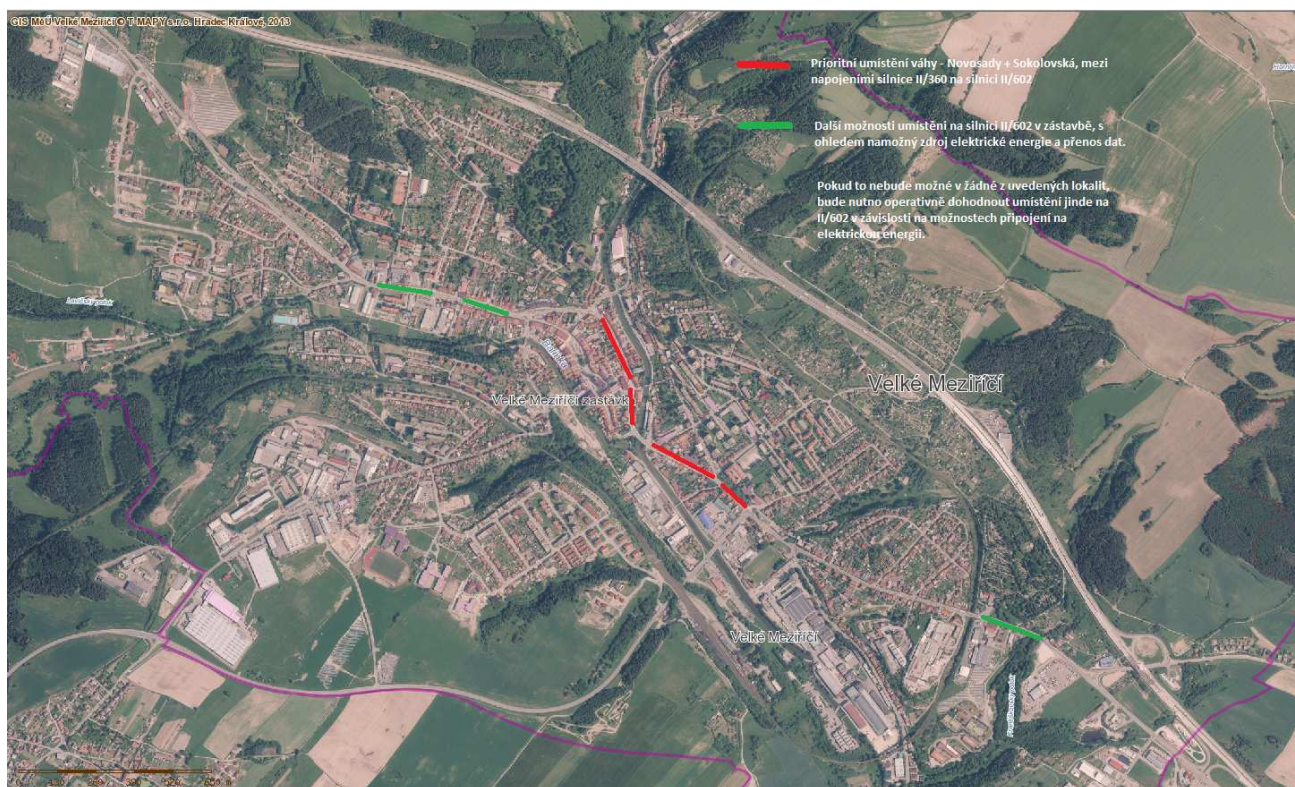 GIS MěÚ Velké Meziříčí © T-MAPY s.r.o. Hradec Králové, 2013
Prioritní umístění váhy - Novosady + Sokolovská, mezi
napojeními silnice II/360 na silnici II/602
Další možnosti umístění na silnici II/602 v zástavbě, s
ohledem namožný zdroj elektrické energie a přenos dat.
Pokud to nebude možné v žádné z uvedených lokalit,
bude nutno operativně dohodnout umístění jinde na
II/602 v závislosti na možnostech připojení na
elektrickou energii.
Velké Meziříčí
Velké Meziříčí zastávka
Velké Meziříčí